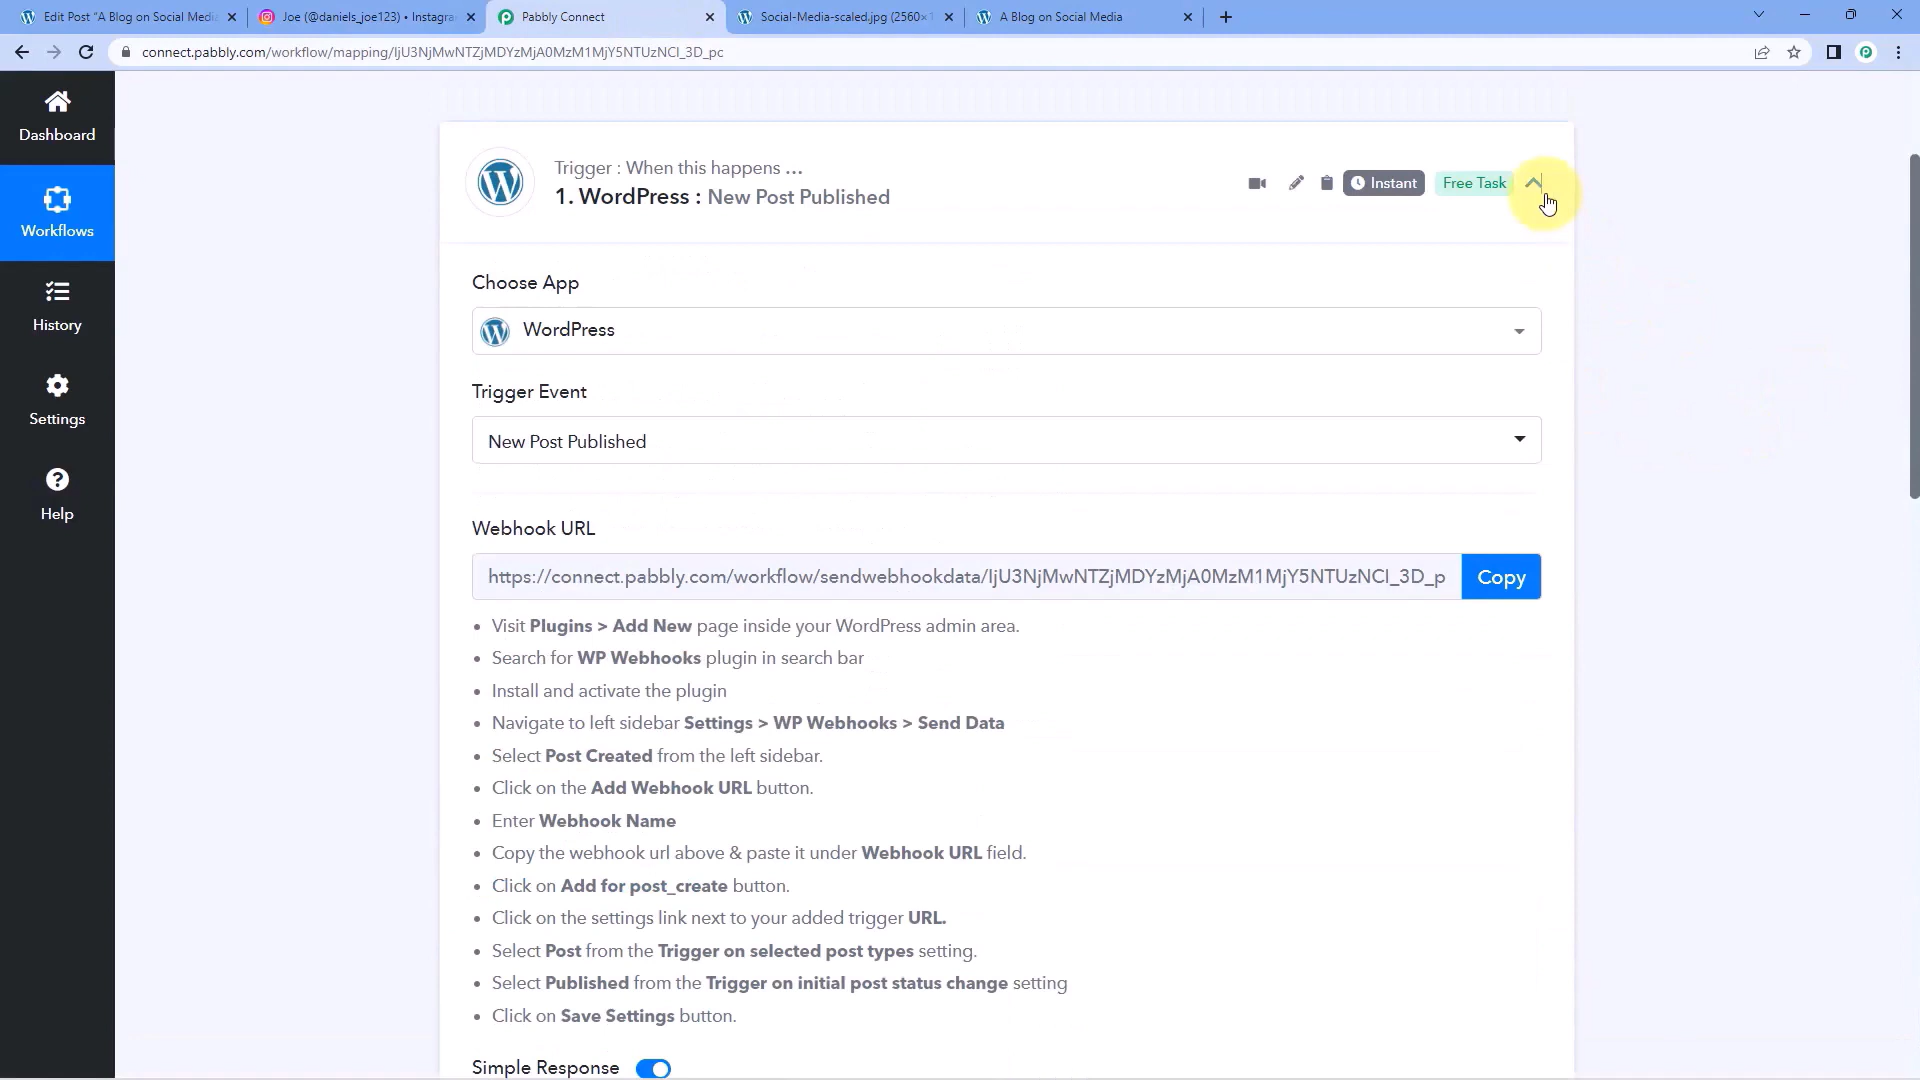 Edit Post "A Blog on Social Media
Joe (@daniels_joe123) • Instagra
Pabbly Connect
Social-Media-scaled.jpg (2560×1
A Blog on Social Media
connect.pabbly.com/workflow/mapping/IjU3NjMwNTZjMDYzMjA0MzM1MjY5NTUzNCI_3D_pc
Dashboard
Workflows
History
Settings
Help
Trigger : When this happens ...
1. WordPress : New Post Published
Instant
Free Task
Choose App
WordPress
Trigger Event
New Post Published
Webhook URL
https://connect.pabbly.com/workflow/sendwebhookdata/IjU3NjMwNTZjMDYzMjA0MzM1MjY5NTUzNCI_3D_p
Copy
• Visit Plugins > Add New page inside your WordPress admin area.
• Search for WP Webhooks plugin in search bar
• Install and activate the plugin
• Navigate to left sidebar Settings > WP Webhooks > Send Data
• Select Post Created from the left sidebar.
• Click on the Add Webhook URL button.
• Enter Webhook Name
• Copy the webhook url above & paste it under Webhook URL field.
• Click on Add for post_create button.
• Click on the settings link next to your added trigger URL.
• Select Post from the Trigger on selected post types setting.
• Select Published from the Trigger on initial post status change setting
• Click on Save Settings button.
Simple Response